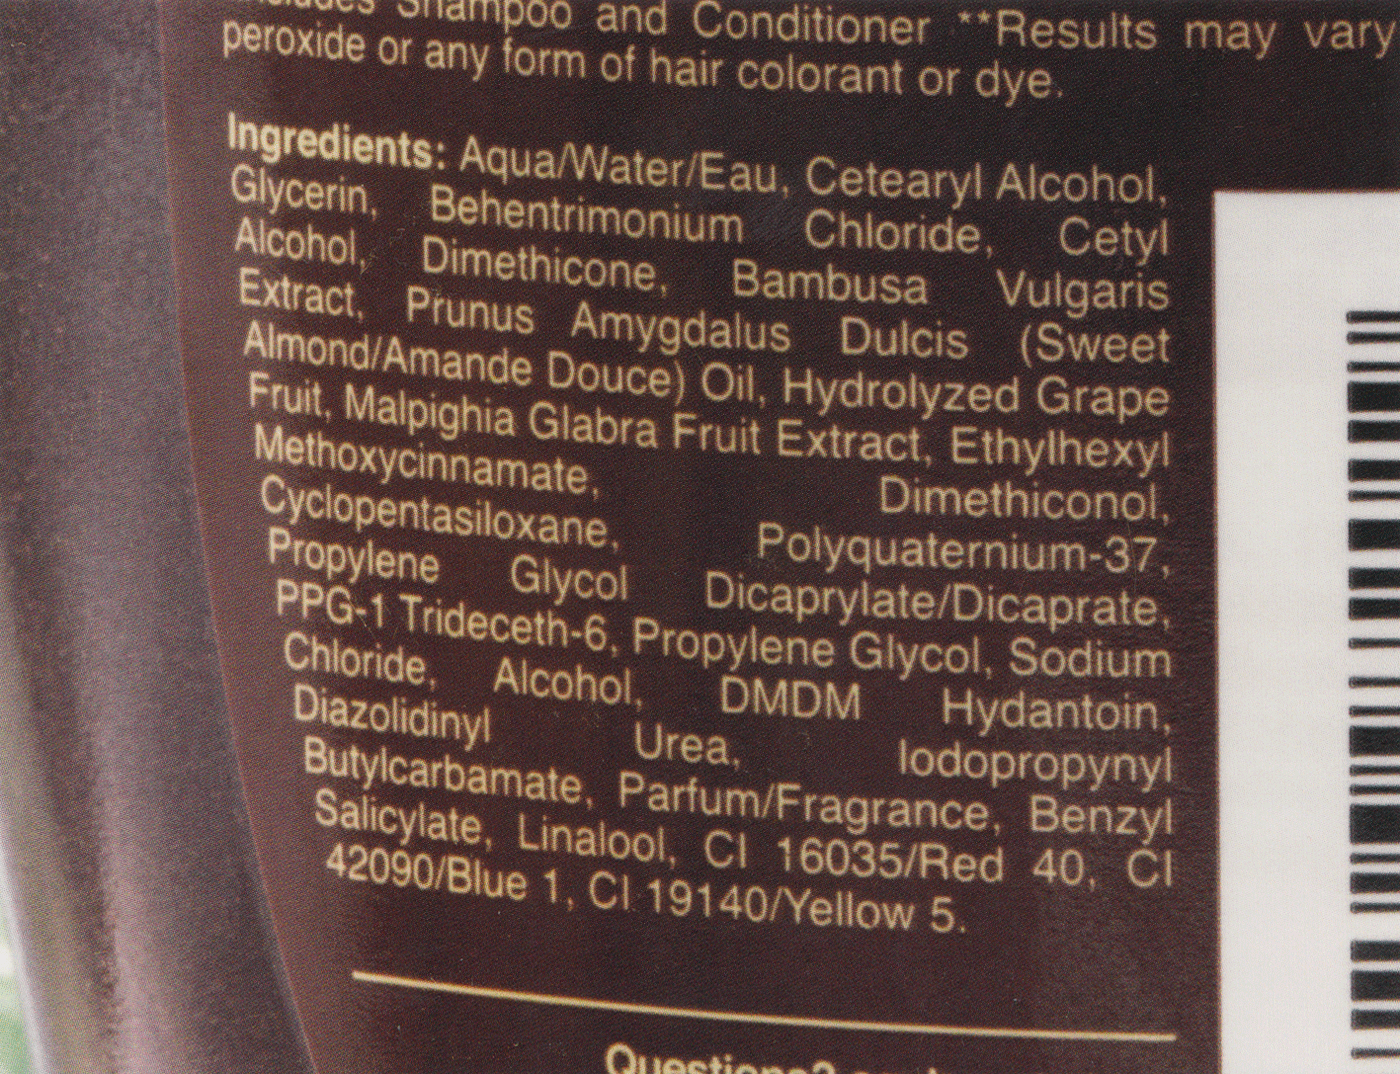 Shampoo and Conditioner **Results may vary
peroxide or any form of hair colorant or dye.
Ingredients: Aqua/Water/Eau, Cetearyl Alcohol,
Glycerin, Behentrimonium Chloride, Cetyl
Alcohol, Dimethicone, Bambusa Vulgaris
Extract, Prunus Amygdalus Dulcis (Sweet
Almond/Amande Douce) Oil, Hydrolyzed Grape
Fruit, Malpighia Glabra Fruit Extract, Ethylhexyl
Methoxycinnamate, Dimethiconol,
Cyclopentasiloxane, Polyquaternium-37,
Propylene Glycol Dicaprylate/Dicaprate,
PPG-1 Trideceth-6, Propylene Glycol, Sodium
Chloride, Alcohol, DMDM Hydantoin,
Diazolidinyl Urea, Iodopropynyl
Butylcarbamate, Parfum/Fragrance, Benzyl
Salicylate, Linalool, CI 16035/Red 40, CI
42090/Blue 1, CI 19140/Yellow 5.
Questions?